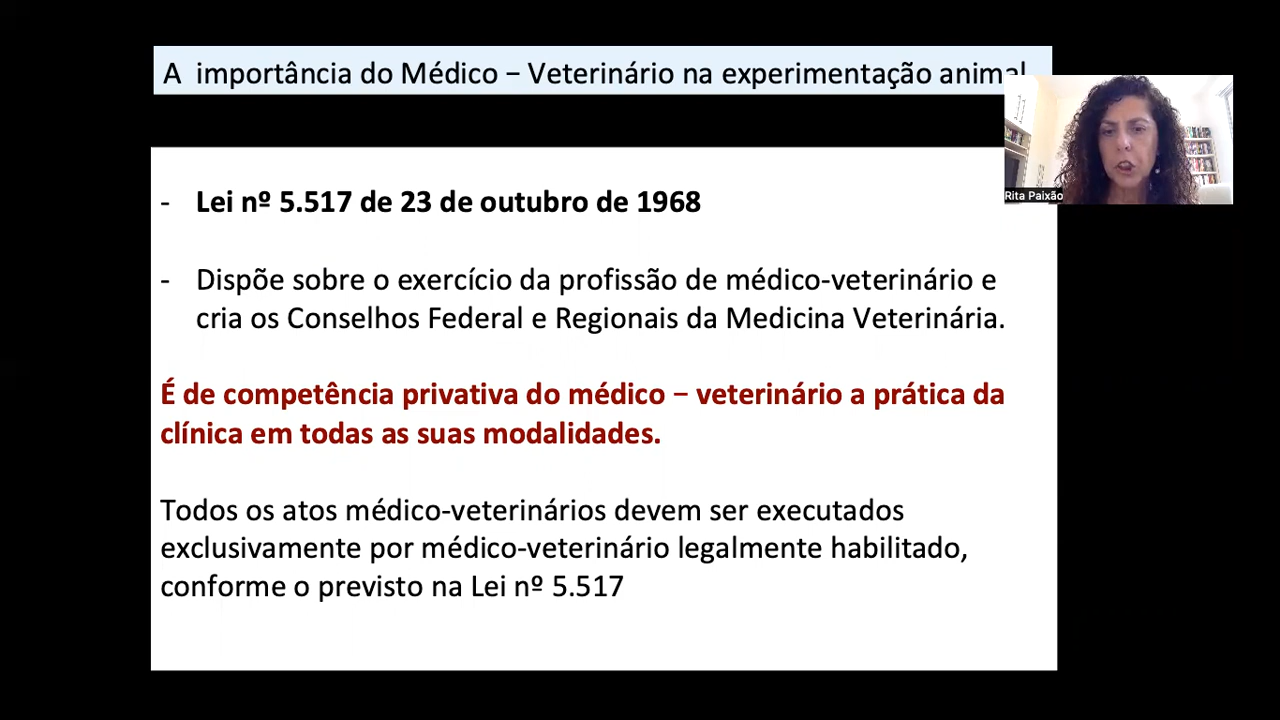 A importância do Médico – Veterinário na experimentação animal
Rita Paixão
- Lei nº 5.517 de 23 de outubro de 1968
- Dispõe sobre o exercício da profissão de médico-veterinário e
cria os Conselhos Federal e Regionais da Medicina Veterinária.
É de competência privativa do médico – veterinário a prática da
clínica em todas as suas modalidades.
Todos os atos médico-veterinários devem ser executados
exclusivamente por médico-veterinário legalmente habilitado,
conforme o previsto na Lei nº 5.517